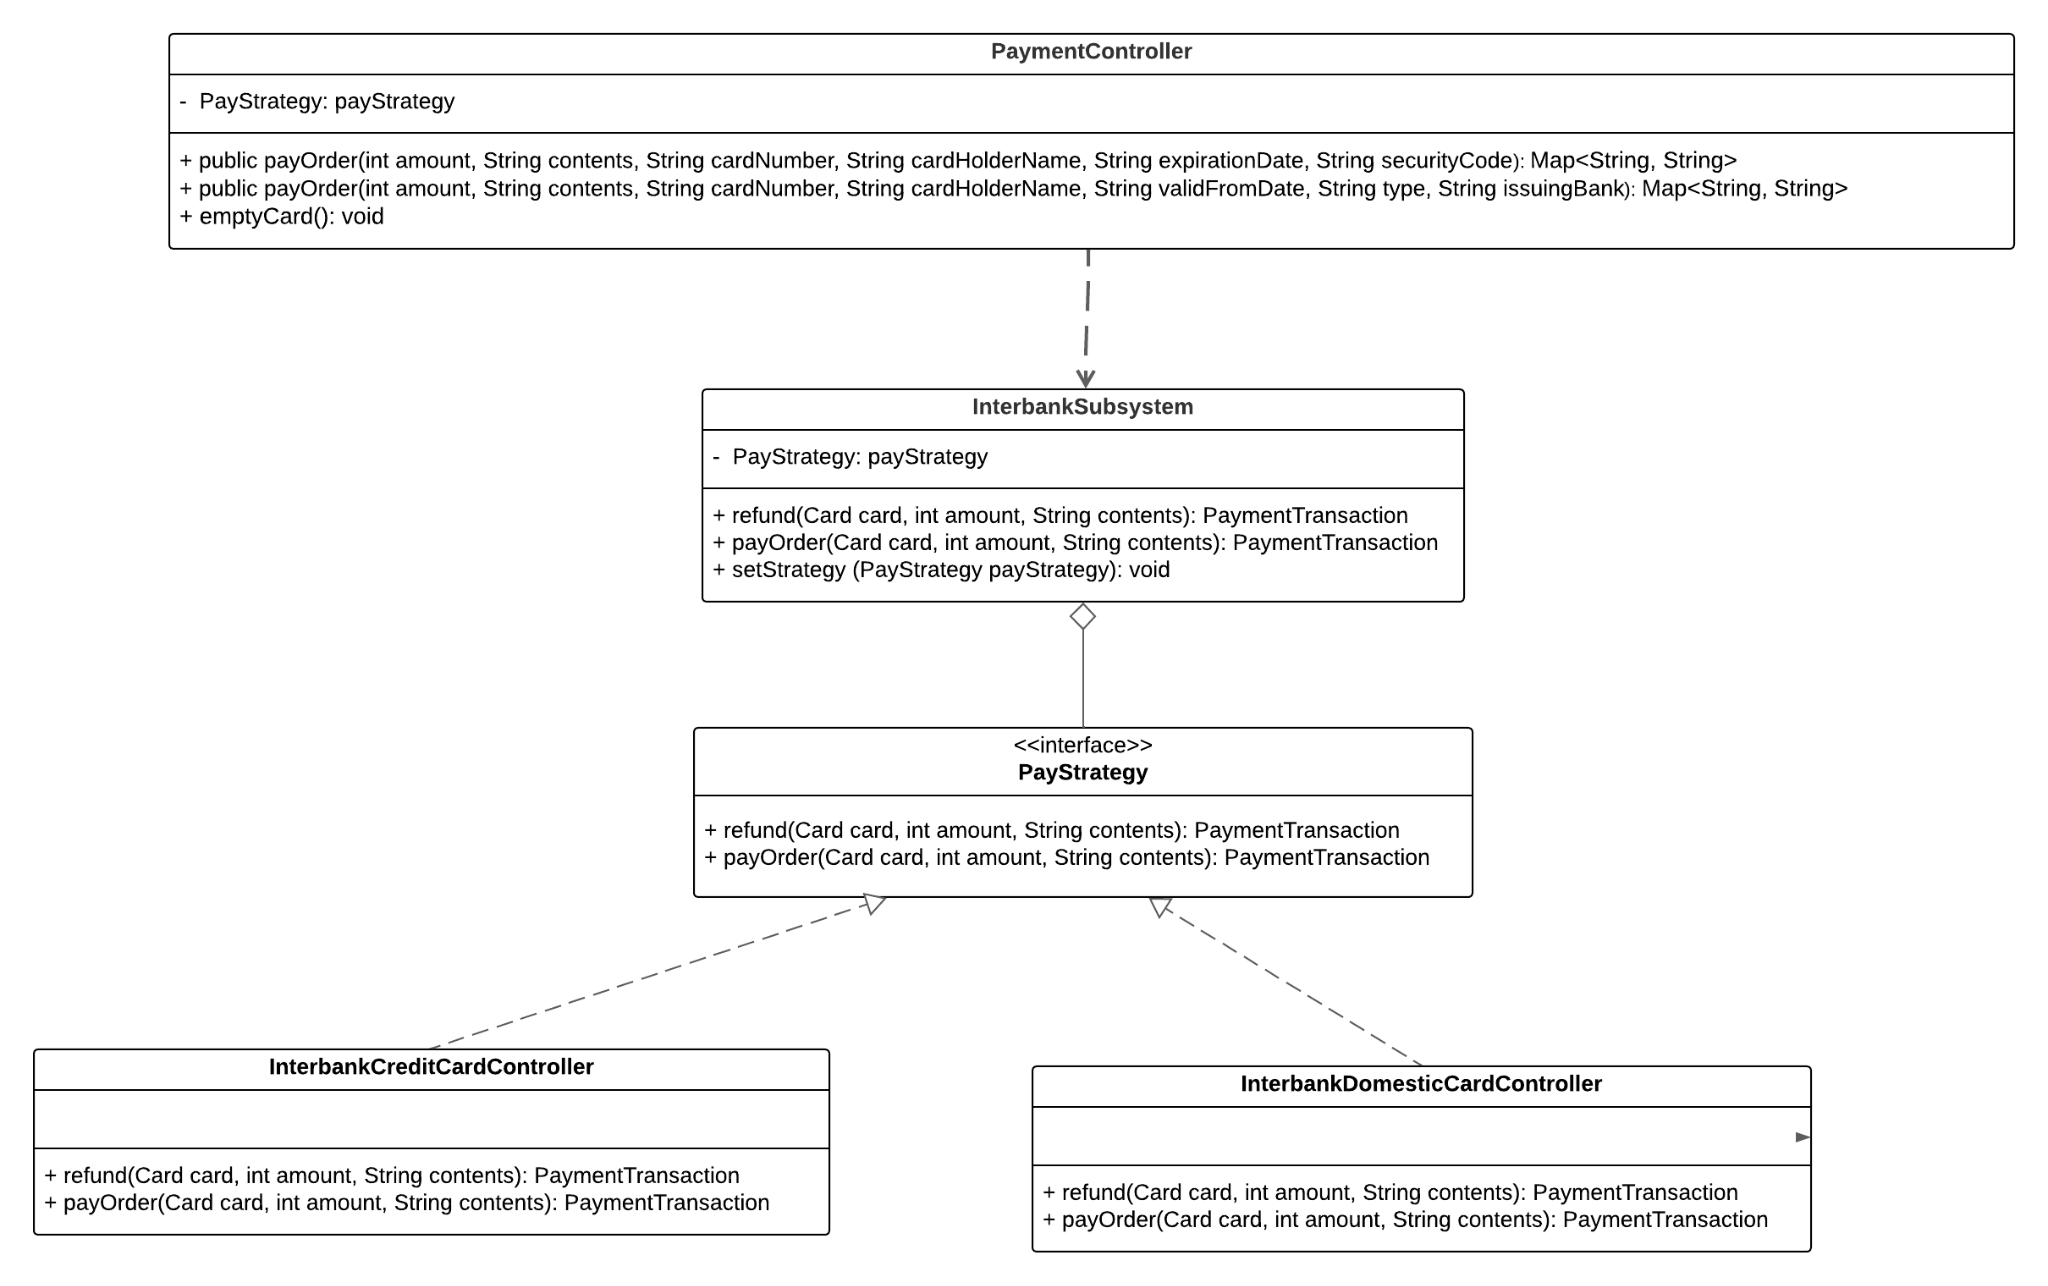 PaymentController
- PayStrategy: payStrategy
+ public payOrder(int amount, String contents, String cardNumber, String cardHolderName, String expirationDate, String securityCode): Map<String, String>
+ public payOrder(int amount, String contents, String cardNumber, String cardHolderName, String validFromDate, String type, String issuingBank): Map<String, String>
+ emptyCard(): void
InterbankSubsystem
- PayStrategy: payStrategy
+ refund(Card card, int amount, String contents): PaymentTransaction
+ payOrder(Card card, int amount, String contents): PaymentTransaction
+ setStrategy (PayStrategy payStrategy): void
<<interface>>
PayStrategy
+ refund(Card card, int amount, String contents): PaymentTransaction
+ payOrder(Card card, int amount, String contents): PaymentTransaction
InterbankCreditCardController
+ refund(Card card, int amount, String contents): PaymentTransaction
+ payOrder(Card card, int amount, String contents): PaymentTransaction
InterbankDomesticCardController
+ refund(Card card, int amount, String contents): PaymentTransaction
+ payOrder(Card card, int amount, String contents): PaymentTransaction